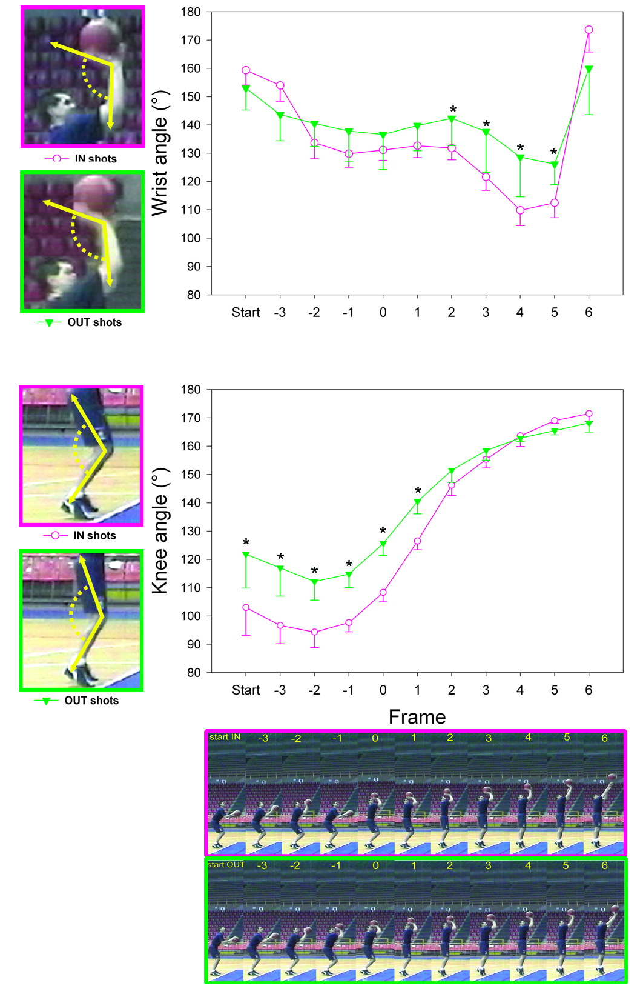 180
170
160
150
140
130
120
110
100
90
80
Wrist angle (°)
* * * *
Start -3 -2 -1 0 1 2 3 4 5 6
IN shots
OUT shots
180
170
160
150
140
130
120
110
100
90
80
Knee angle (°)
* * * * * *
Start -3 -2 -1 0 1 2 3 4 5 6
Frame
IN shots
OUT shots
start IN -3 -2 -1 0 1 2 3 4 5 6
start OUT -3 -2 -1 0 1 2 3 4 5 6